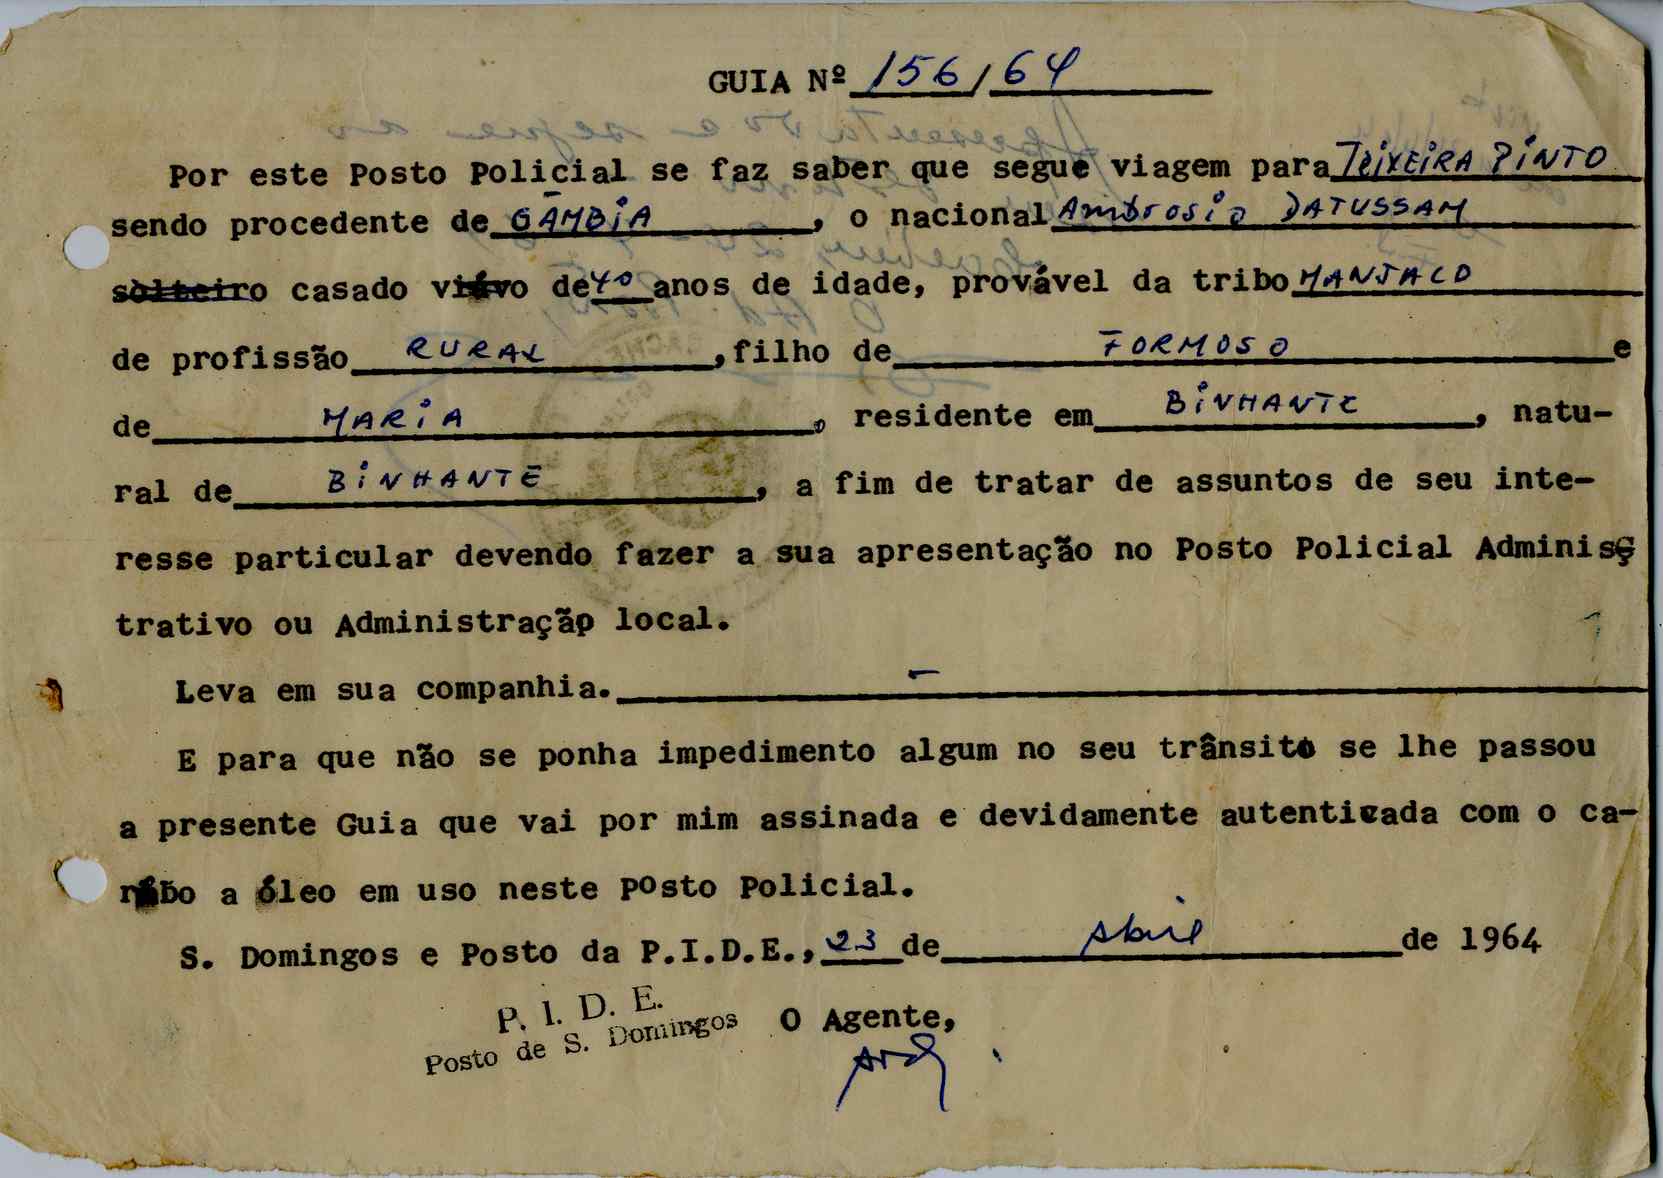 GUIA Nº 156/64
Por este Posto Policial se faz saber que segue viagem para TEIXEIRA PINTO
sendo procedente de GÂMBIA, o nacional Ambrosio DATUSSAM
solteiro casado viúvo de 40 anos de idade, provável da tribo MANJACO
de profissão RURAL, filho de FORMOSO e
de MARIA, residente em BINHANTE, natu-
ral de BINHANTE, a fim de tratar de assuntos de seu inte-
resse particular devendo fazer a sua apresentação no Posto Policial Adminis
trativo ou Administração local.
Leva em sua companhia. -
E para que não se ponha impedimento algum no seu trânsito se lhe passou
a presente Guia que vai por mim assinada e devidamente autenticada com o ca-
rimbo a óleo em uso neste Posto Policial.
S. Domingos e Posto da P.I.D.E., 23 de Abril de 1964
P. I. D. E.
Posto de S. Domingos
O Agente,